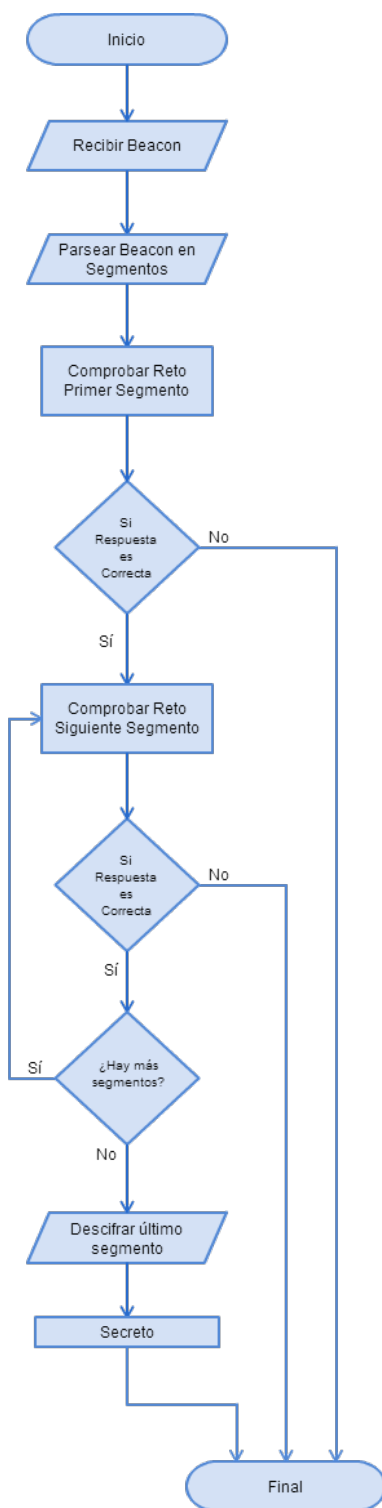 Inicio
Recibir Beacon
Parsear Beacon en
Segmentos
Comprobar Reto
Primer Segmento
Si
Respuesta
es
Correcta
No
Sí
Comprobar Reto
Siguiente Segmento
Si
Respuesta
es
Correcta
No
Sí
¿Hay más
segmentos?
Sí
No
Descifrar último
segmento
Secreto
Final